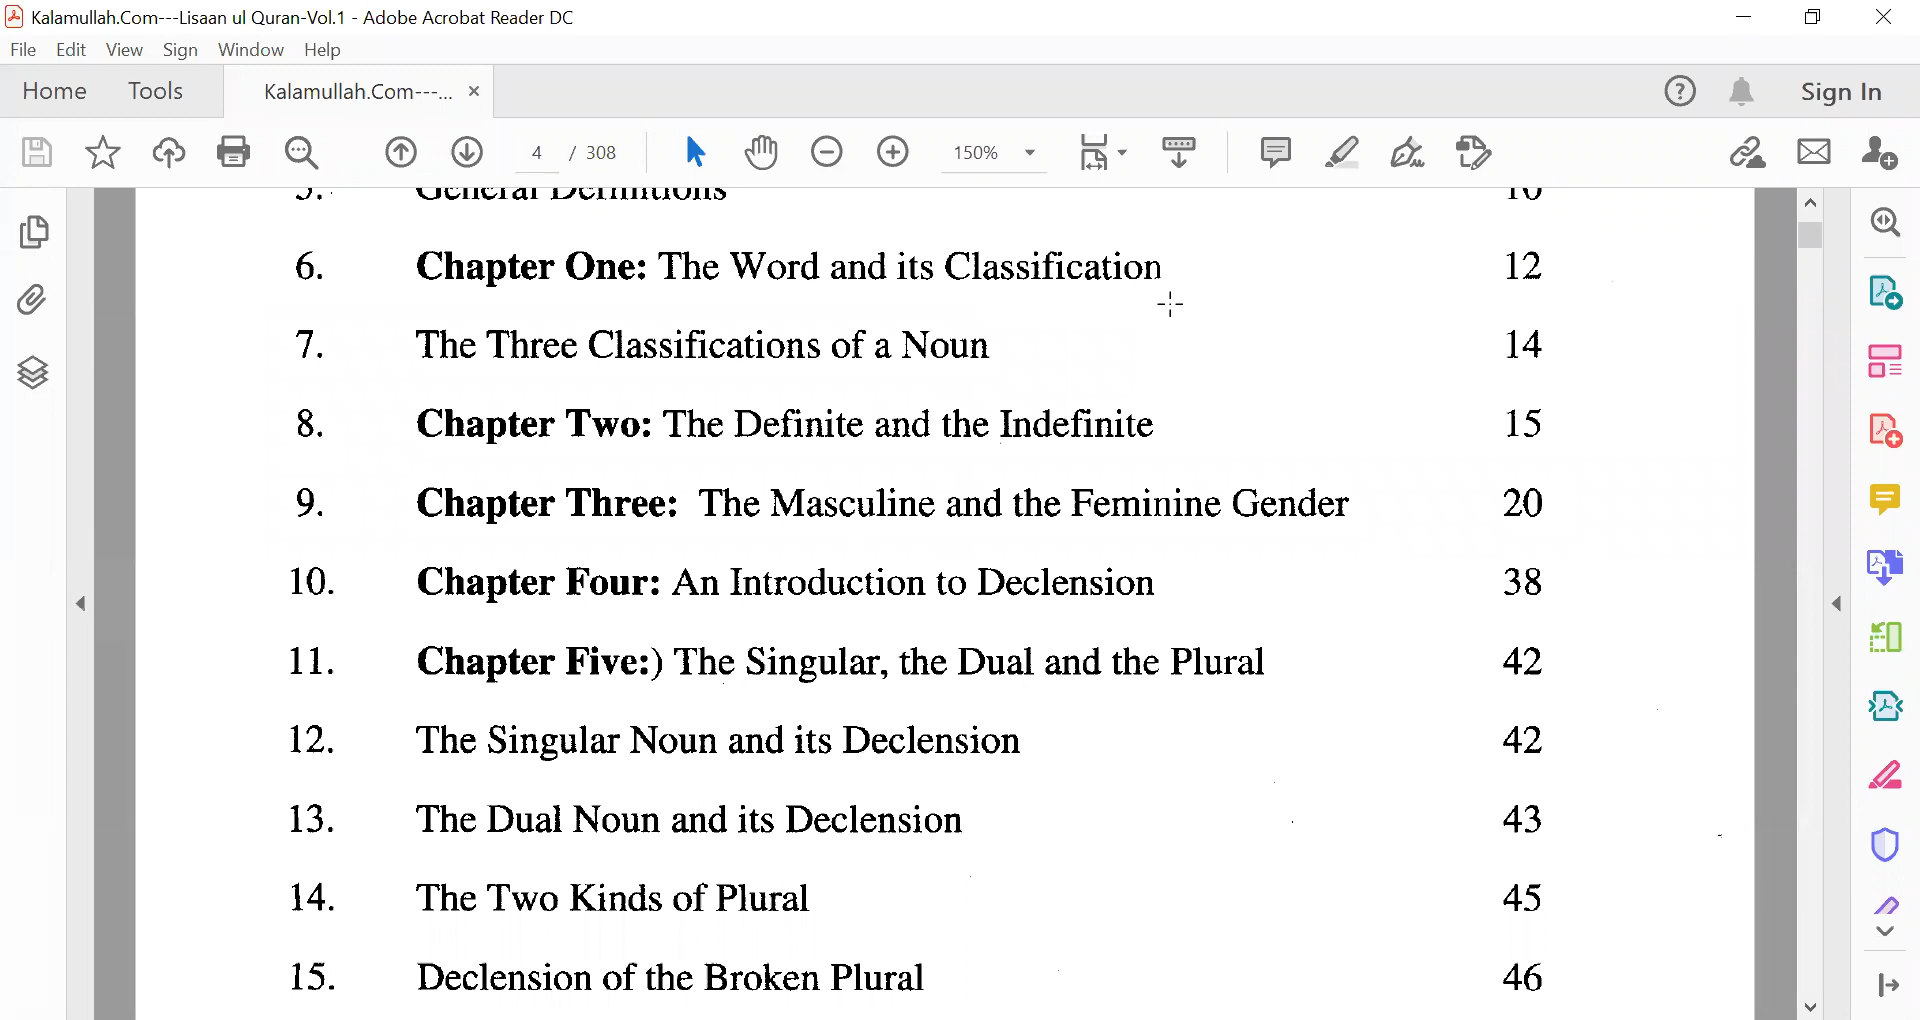 Kalamullah.Com---Lisaan ul Quran-Vol.1 - Adobe Acrobat Reader DC
File Edit View Sign Window Help
Home Tools Kalamullah.Com---... × Sign In
4 / 308 150%
5. General Definitions 10
6. Chapter One: The Word and its Classification 12
7. The Three Classifications of a Noun 14
8. Chapter Two: The Definite and the Indefinite 15
9. Chapter Three: The Masculine and the Feminine Gender 20
10. Chapter Four: An Introduction to Declension 38
11. Chapter Five:) The Singular, the Dual and the Plural 42
12. The Singular Noun and its Declension 42
13. The Dual Noun and its Declension 43
14. The Two Kinds of Plural 45
15. Declension of the Broken Plural 46